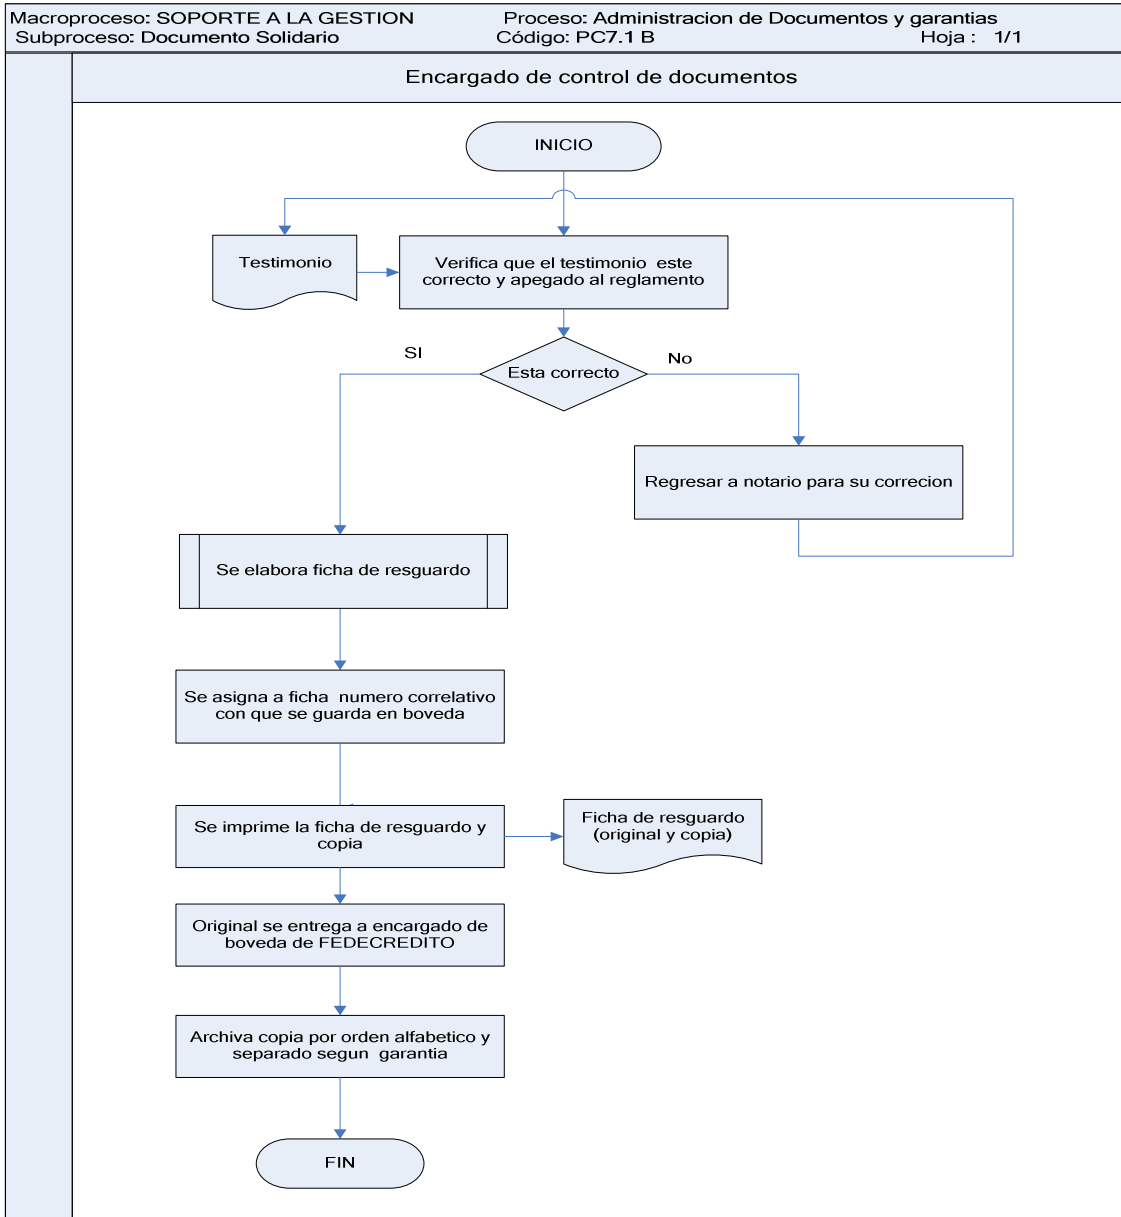 Macroproceso: SOPORTE A LA GESTION Proceso: Administracion de Documentos y garantias
Subproceso: Documento Solidario Código: PC7.1 B Hoja : 1/1
Encargado de control de documentos
INICIO
Testimonio
Verifica que el testimonio este
correcto y apegado al reglamento
SI
Esta correcto
No
Regresar a notario para su correcion
Se elabora ficha de resguardo
Se asigna a ficha numero correlativo
con que se guarda en boveda
Se imprime la ficha de resguardo y
copia
Ficha de resguardo
(original y copia)
Original se entrega a encargado de
boveda de FEDECREDITO
Archiva copia por orden alfabetico y
separado segun garantia
FIN